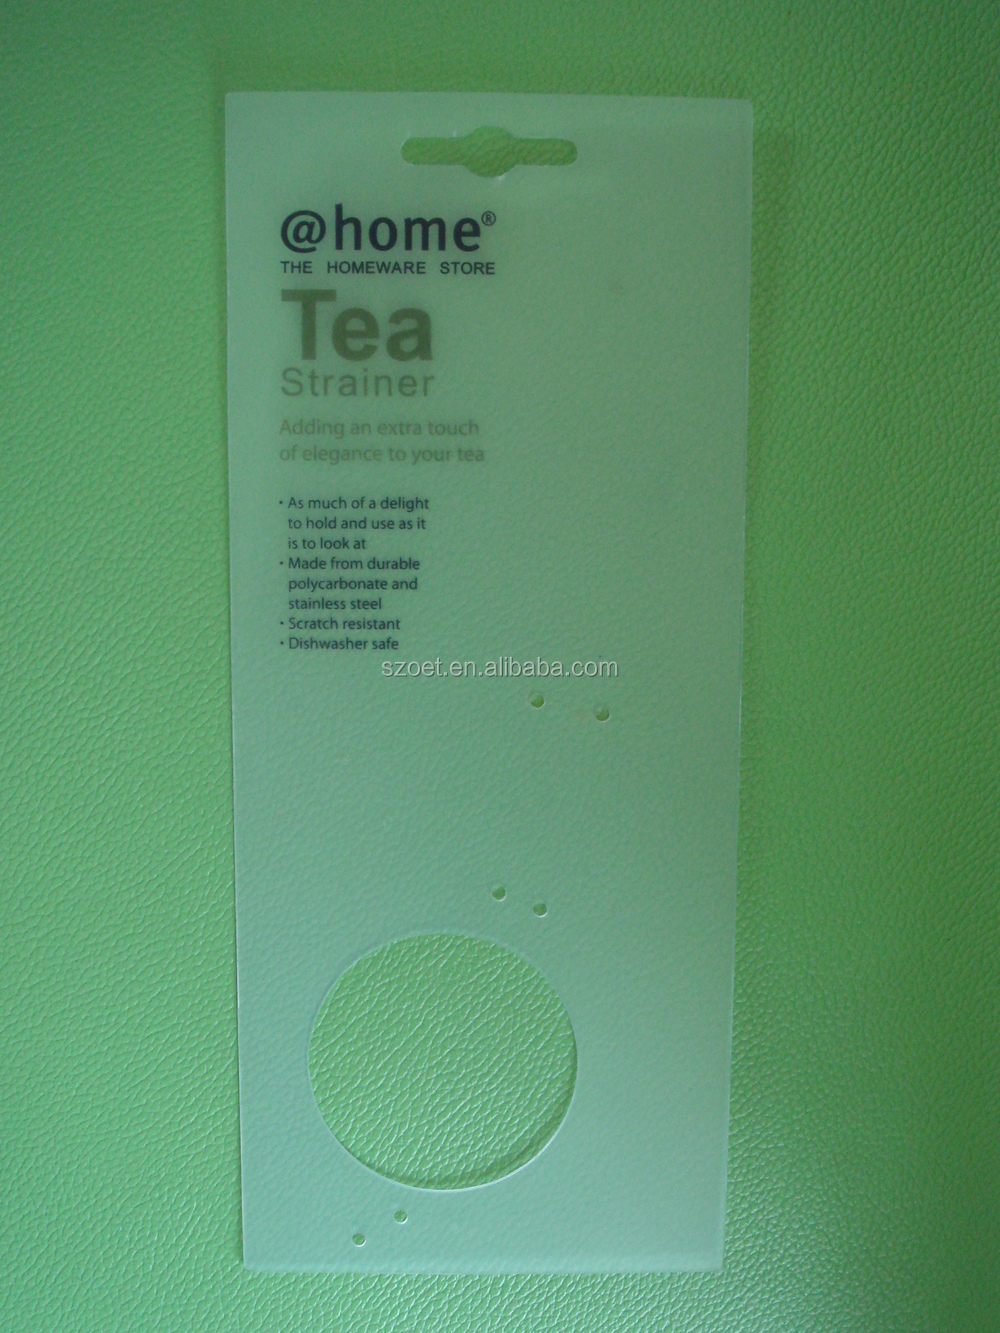 @home®
THE HOMEWARE STORE
Tea
Strainer
Adding an extra touch
of elegance to your tea
· As much of a delight
to hold and use as it
is to look at
· Made from durable
polycarbonate and
stainless steel
· Scratch resistant
· Dishwasher safe
szoet.en.alibaba.com